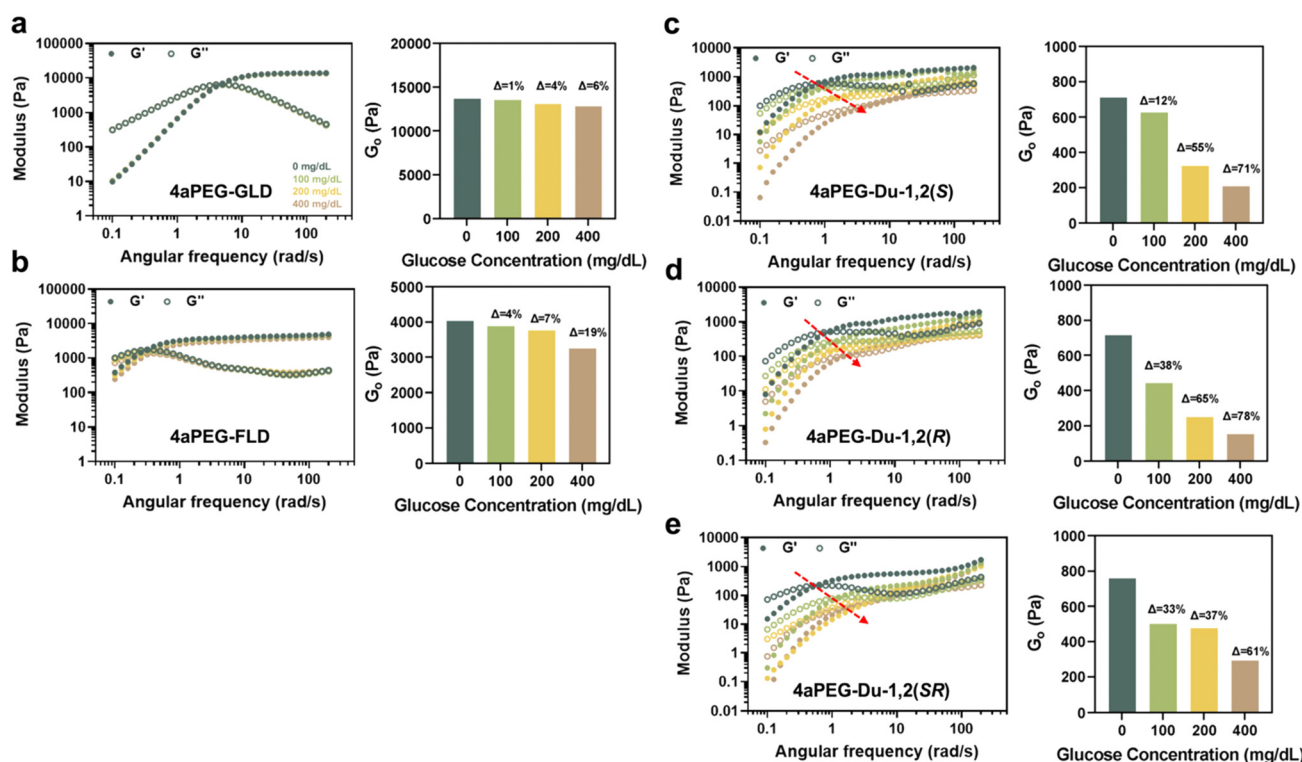 a
G' G''
Modulus (Pa)
100000
10000
1000
100
10
1
0 mg/dL
100 mg/dL
200 mg/dL
400 mg/dL
4aPEG-GLD
0.1 1 10 100
Angular frequency (rad/s)
Gₒ (Pa)
20000
15000
10000
5000
0
Δ=1% Δ=4% Δ=6%
0 100 200 400
Glucose Concentration (mg/dL)
b
G' G''
Modulus (Pa)
100000
10000
1000
100
10
1
4aPEG-FLD
0.1 1 10 100
Angular frequency (rad/s)
Gₒ (Pa)
6000
5000
4000
3000
2000
1000
0
Δ=4% Δ=7% Δ=19%
0 100 200 400
Glucose Concentration (mg/dL)
c
G' G''
Modulus (Pa)
10000
1000
100
10
1
0.1
0.01
4aPEG-Du-1,2(S)
0.1 1 10 100
Angular frequency (rad/s)
Gₒ (Pa)
1000
800
600
400
200
0
Δ=12%
Δ=55%
Δ=71%
0 100 200 400
Glucose Concentration (mg/dL)
d
G' G''
Modulus (Pa)
10000
1000
100
10
1
0.1
4aPEG-Du-1,2(R)
0.1 1 10 100
Angular frequency (rad/s)
Gₒ (Pa)
1000
800
600
400
200
0
Δ=38%
Δ=65%
Δ=78%
0 100 200 400
Glucose Concentration (mg/dL)
e
G' G''
Modulus (Pa)
10000
1000
100
10
1
0.1
0.01
4aPEG-Du-1,2(SR)
0.1 1 10 100
Angular frequency (rad/s)
Gₒ (Pa)
1000
800
600
400
200
0
Δ=33% Δ=37%
Δ=61%
0 100 200 400
Glucose Concentration (mg/dL)